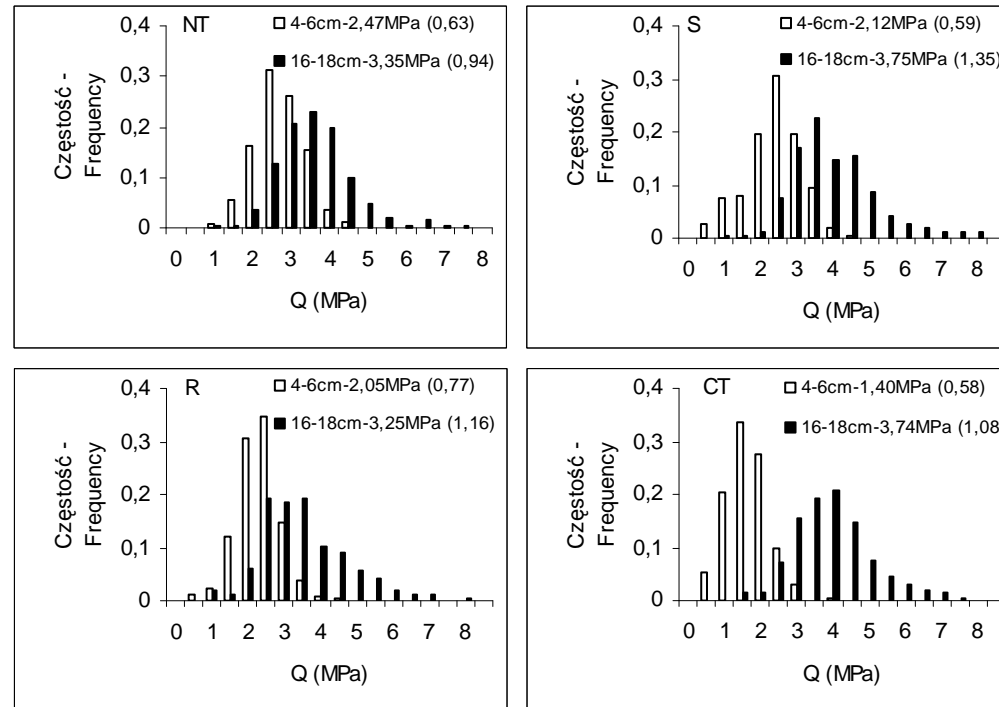 NT
4-6cm-2,47MPa (0,63)
16-18cm-3,35MPa (0,94)
Częstość -
Frequency
0,4
0,3
0,2
0,1
0
0 1 2 3 4 5 6 7 8
Q (MPa)
S
4-6cm-2,12MPa (0,59)
16-18cm-3,75MPa (1,35)
Częstość -
Frequency
0,4
0,3
0,2
0,1
0
0 1 2 3 4 5 6 7 8
Q (MPa)
R
4-6cm-2,05MPa (0,77)
16-18cm-3,25MPa (1,16)
Częstość -
Frequency
0,4
0,3
0,2
0,1
0
0 1 2 3 4 5 6 7 8
Q (MPa)
CT
4-6cm-1,40MPa (0,58)
16-18cm-3,74MPa (1,08
Częstość -
Frequency
0,4
0,3
0,2
0,1
0
0 1 2 3 4 5 6 7 8
Q (MPa)